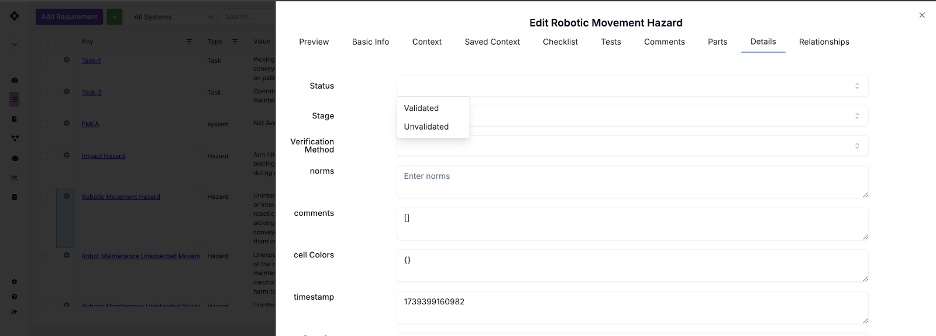 Edit Robotic Movement Hazard
Preview Basic Info Context Saved Context Checklist Tests Comments Parts Details Relationships
Add Requirement + All Systems Search...
Key Type Value
Task-1 Task
Task
FMEA system Not Ava
Impact Hazard Hazard
Robotic Movement Hazard Hazard
Robot Maintenance Unexpected Movem Hazard
Hazard
Status
Validated
Unvalidated
Stage
Verification
Method
norms
Enter norms
comments
[]
cell Colors
{}
timestamp
1739399160982